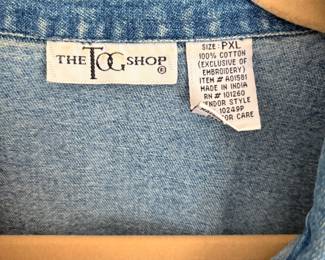 THE TOG SHOP ®
SIZE: PXL
100% COTTON
(EXCLUSIVE OF
EMBROIDERY)
ITEM # A01581
MADE IN INDIA
RN # 101260
ENDOR STYLE
10249P
OR CARE